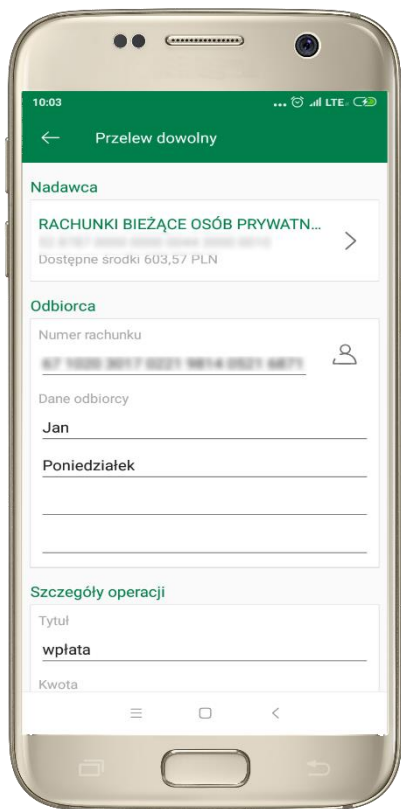 10:03
... LTE
Przelew dowolny
Nadawca
RACHUNKI BIEŻĄCE OSÓB PRYWATN...
Dostępne środki 603,57 PLN
Odbiorca
Numer rachunku
Dane odbiorcy
Jan
Poniedziałek
Szczegóły operacji
Tytuł
wpłata
Kwota